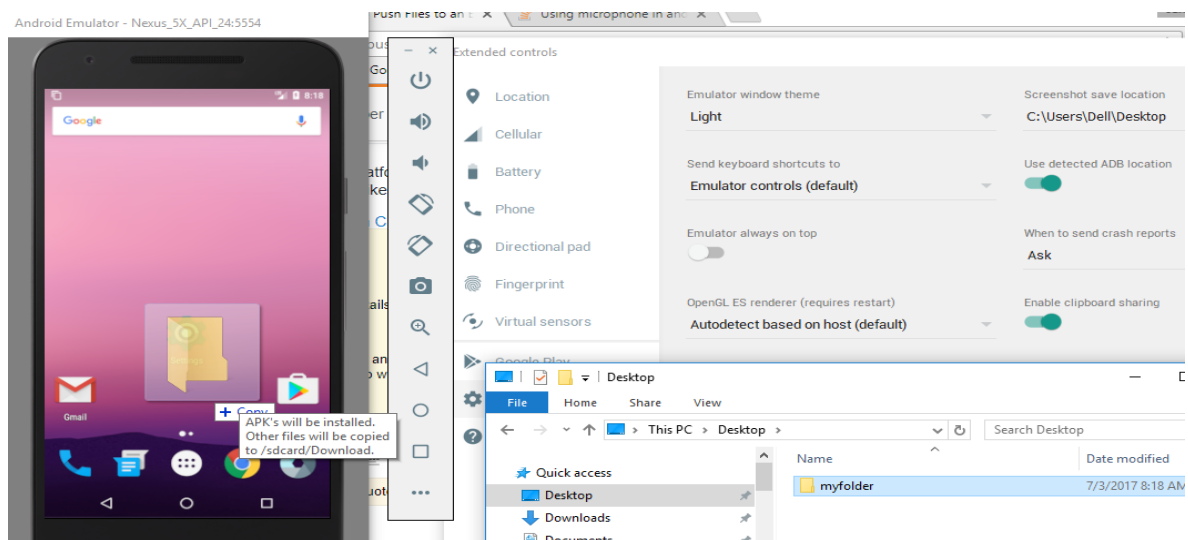 Android Emulator - Nexus_5X_API_24:5554
Push Files to an E
Using microphone in and
8:18
Google
Gmail
Copy
APK's will be installed.
Other files will be copied
to /sdcard/Download.
Extended controls
Location
Cellular
Battery
Phone
Directional pad
Fingerprint
Virtual sensors
Google Play
Emulator window theme
Light
Send keyboard shortcuts to
Emulator controls (default)
Emulator always on top
OpenGL ES renderer (requires restart)
Autodetect based on host (default)
Screenshot save location
C:\Users\Dell\Desktop
Use detected ADB location
When to send crash reports
Ask
Enable clipboard sharing
Desktop
File Home Share View
This PC > Desktop >
Search Desktop
Quick access
Desktop
Downloads
Documents
Name Date modified
myfolder 7/3/2017 8:18 AM